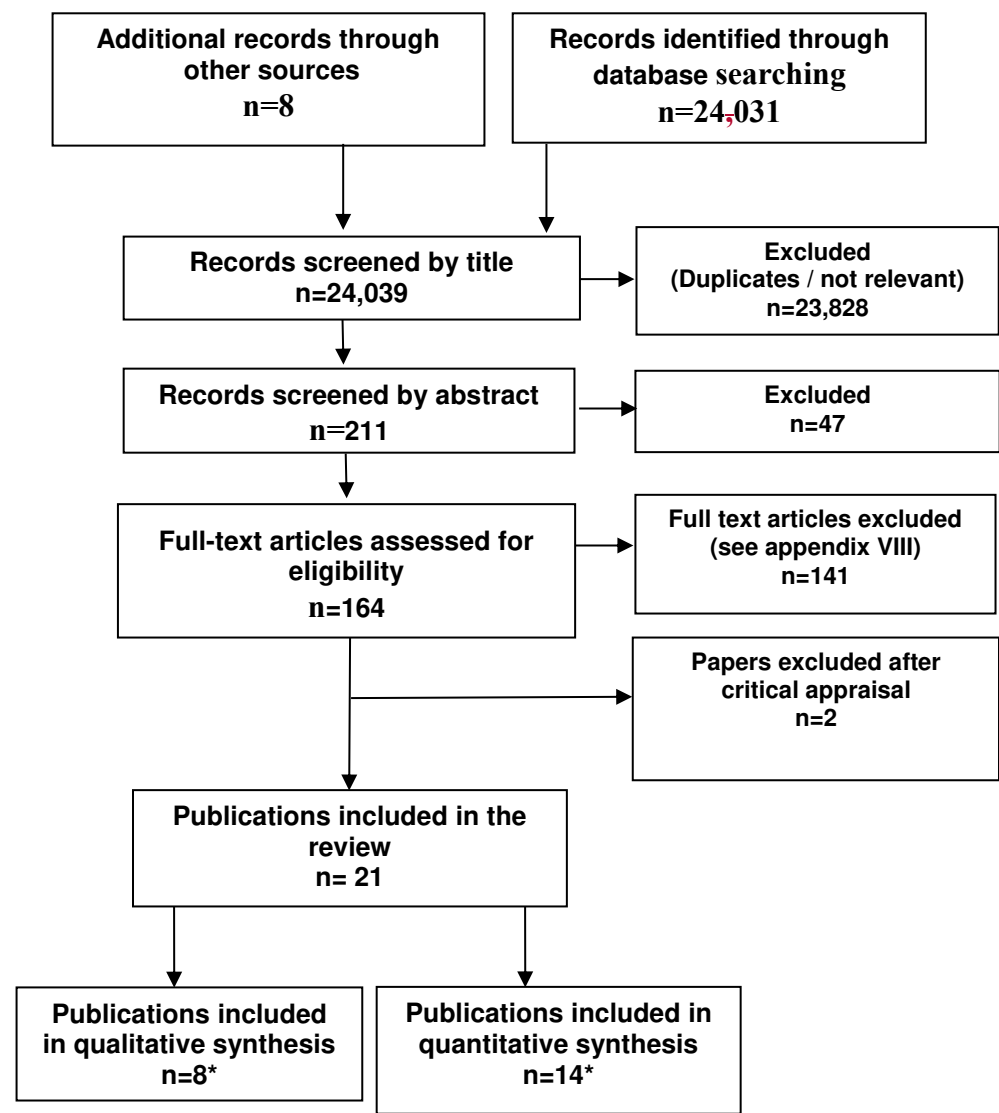 Additional records through
other sources
n=8
Records identified through
database searching
n=24,031
Records screened by title
n=24,039
Excluded
(Duplicates / not relevant)
n=23,828
Records screened by abstract
n=211
Excluded
n=47
Full-text articles assessed for
eligibility
n=164
Full text articles excluded
(see appendix VIII)
n=141
Papers excluded after
critical appraisal
n=2
Publications included in the
review
n= 21
Publications included
in qualitative synthesis
n=8*
Publications included in
quantitative synthesis
n=14*